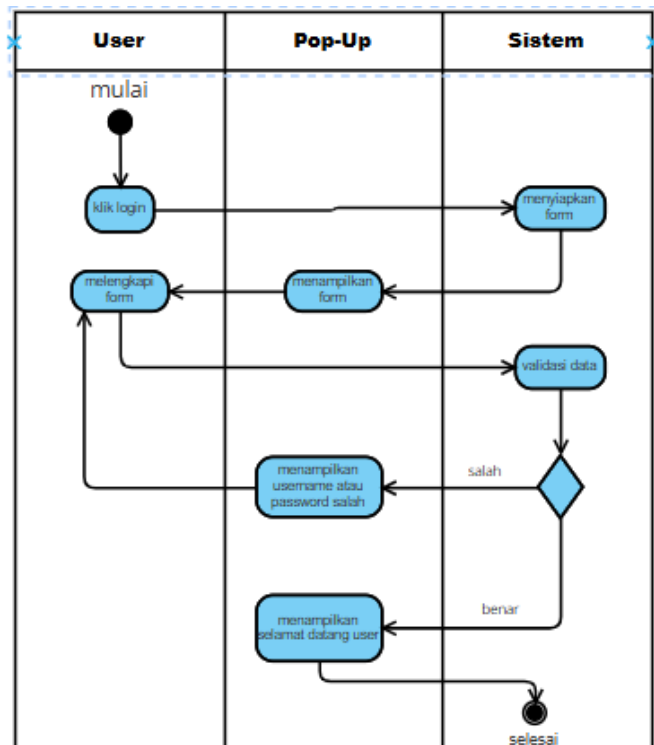 User
Pop-Up
Sistem
mulai
klik login
menyiapkan
form
melengkapi
form
menampilkan
form
validasi data
menampilkan
username atau
password salah
salah
menampilkan
selamat datang user
benar
selesai